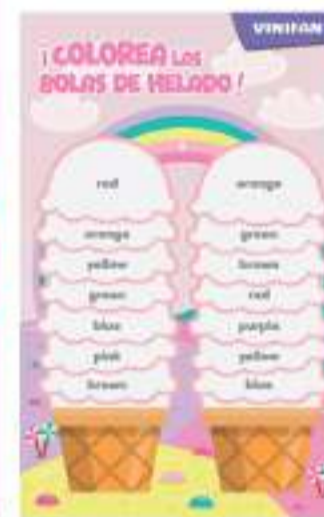 VINIFAN
¡ COLOREA LAS
BOLAS DE HELADO !
red
orange
yellow
green
blue
pink
brown
orange
green
brown
red
purple
yellow
blue